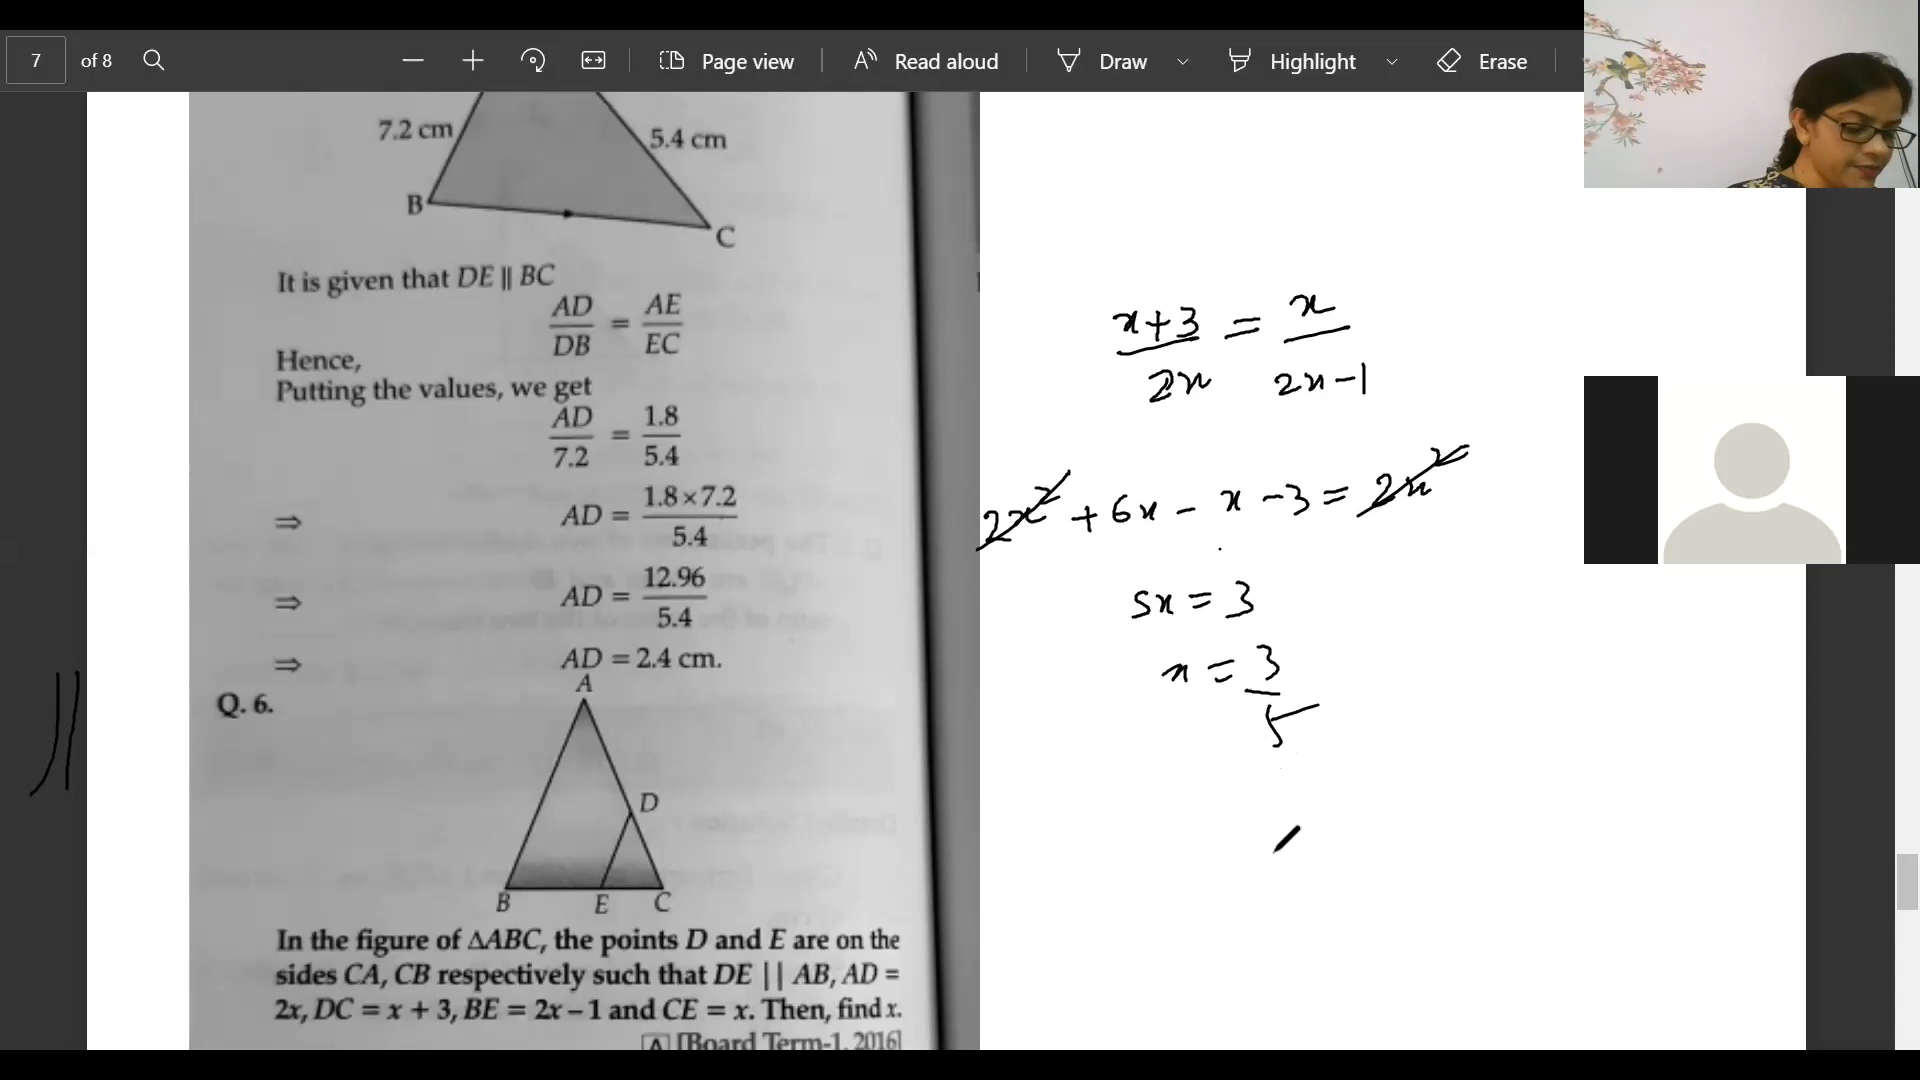 7 of 8 Page view Read aloud Draw Highlight Erase
7.2 cm 5.4 cm
B C
It is given that DE || BC
AD/DB = AE/EC
Hence,
Putting the values, we get
AD/7.2 = 1.8/5.4
⇒ AD = 1.8×7.2/5.4
⇒ AD = 12.96/5.4
⇒ AD = 2.4 cm.
Q. 6.
A
D
B E C
In the figure of ΔABC, the points D and E are on the
sides CA, CB respectively such that DE || AB, AD =
2x, DC = x + 3, BE = 2x – 1 and CE = x. Then, find x.
A [Board Term-1, 2016]
x+3/2x = x/2x-1
2x² + 6x - x - 3 = 2x²
5x = 3
x = 3/5